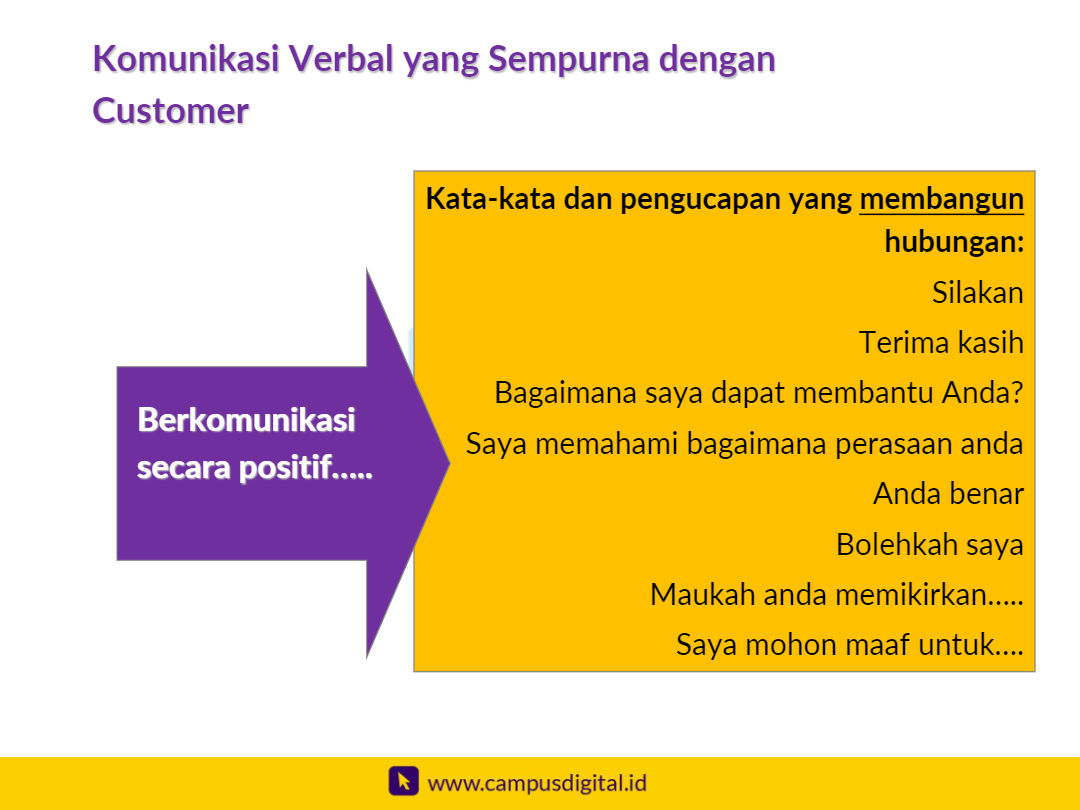 Komunikasi Verbal yang Sempurna dengan
Customer
Kata-kata dan pengucapan yang membangun
hubungan:
Silakan
Terima kasih
Bagaimana saya dapat membantu Anda?
Saya memahami bagaimana perasaan anda
Anda benar
Bolehkah saya
Maukah anda memikirkan.....
Saya mohon maaf untuk....
Berkomunikasi
secara positif.....
www.campusdigital.id